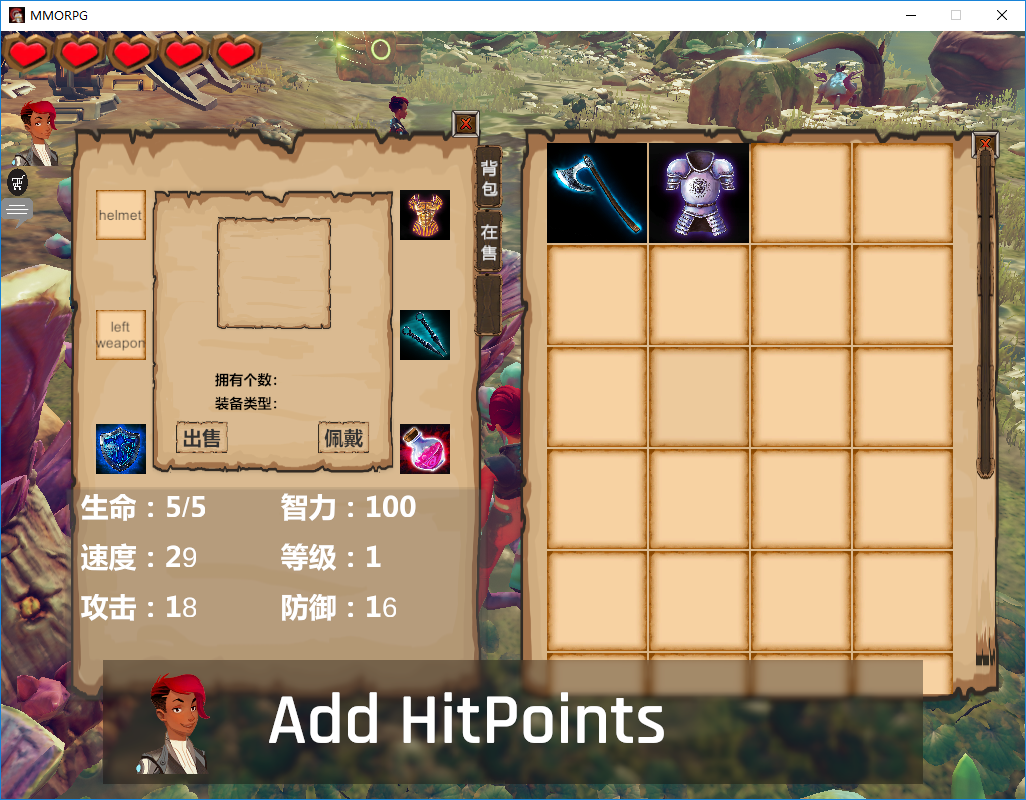 MMORPG
背包
在售
helmet
left
weapon
拥有个数：
装备类型：
出售
佩戴
生命：5/5
智力：100
速度：29
等级：1
攻击：18
防御：16
Add HitPoints